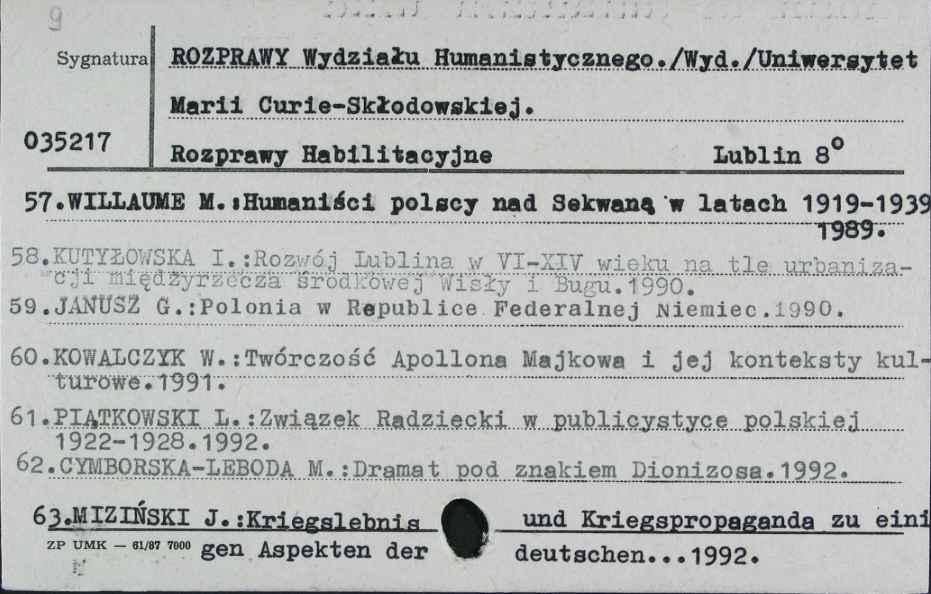 9
Sygnatura
ROZPRAWY Wydziału Humanistycznego./Wyd./Uniwersytet
Marii Curie-Skłodowskiej.
035217
Rozprawy Habilitacyjne Lublin 8°
57.WILLAUME M.:Humaniści polscy nad Sekwaną w latach 1919-1939
1989.
58.KUTYŁOWSKA I.:Rozwój Lublina w VI-XIV wieku na tle urbaniza-
cji międzyrzecza środkowej Wisły i Bugu.1990.
59.JANUSZ G.:Polonia w Republice Federalnej Niemiec.1990.
60.KOWALCZYK W.:Twórczość Apollona Majkowa i jej konteksty kul-
turowe.1991.
61.PIĄTKOWSKI L.:Związek Radziecki w publicystyce polskiej
1922-1928.1992.
62.CYMBORSKA-LEBODA M.:Dramat pod znakiem Dionizosa.1992.
63.MIZIŃSKI J.:Kriegslebnis und Kriegspropaganda zu eini
gen Aspekten der deutschen...1992.
ZP UMK — 61/87 7000